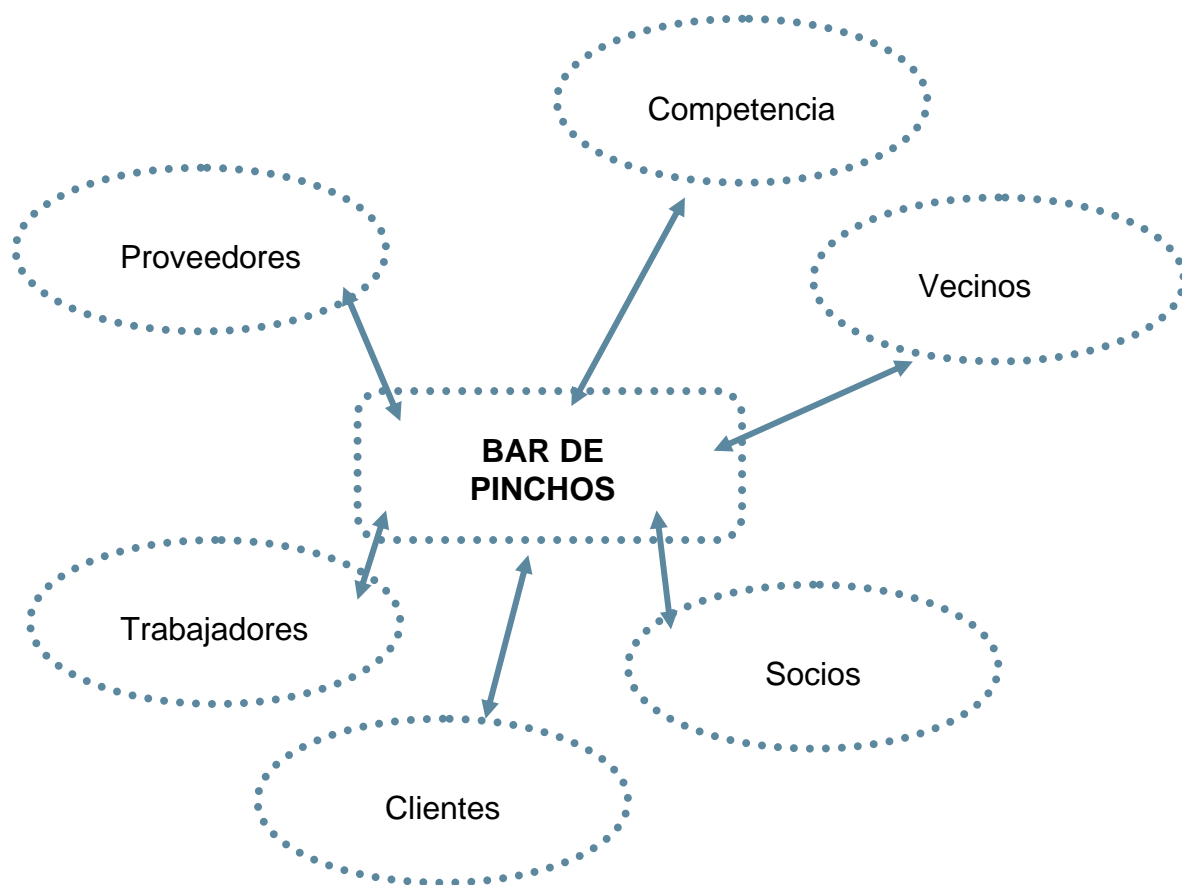 Competencia
Proveedores
Vecinos
BAR DE
PINCHOS
Trabajadores
Socios
Clientes